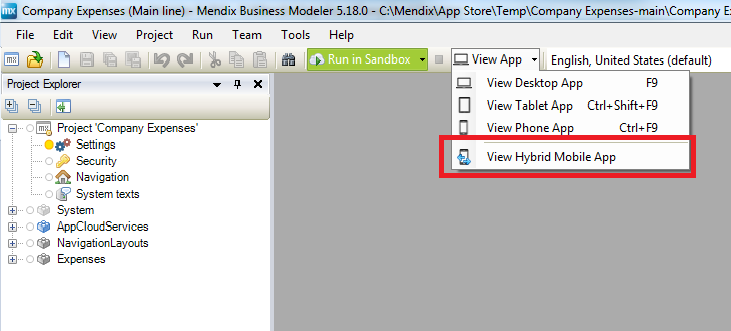 mx Company Expenses (Main line) - Mendix Business Modeler 5.18.0 - C:\Mendix\App Store\Temp\Company Expenses-main\Company Ex
File Edit View Project Run Team Tools Help
mx Run in Sandbox View App English, United States (default)
Project Explorer
View Desktop App F9
View Tablet App Ctrl+Shift+F9
View Phone App Ctrl+F9
View Hybrid Mobile App
mx Project 'Company Expenses'
Settings
Security
Navigation
System texts
System
AppCloudServices
NavigationLayouts
Expenses